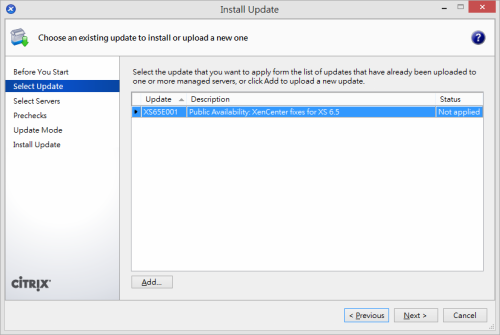 Install Update
Choose an existing update to install or upload a new one
Before You Start
Select Update
Select Servers
Prechecks
Update Mode
Install Update
Select the update that you want to apply form the list of updates that have already been uploaded to
one or more managed servers, or click Add to upload a new update.
Update Description Status
XS65E001 Public Availability: XenCenter fixes for XS 6.5 Not applied
CITRIX
Add...
< Previous Next > Cancel